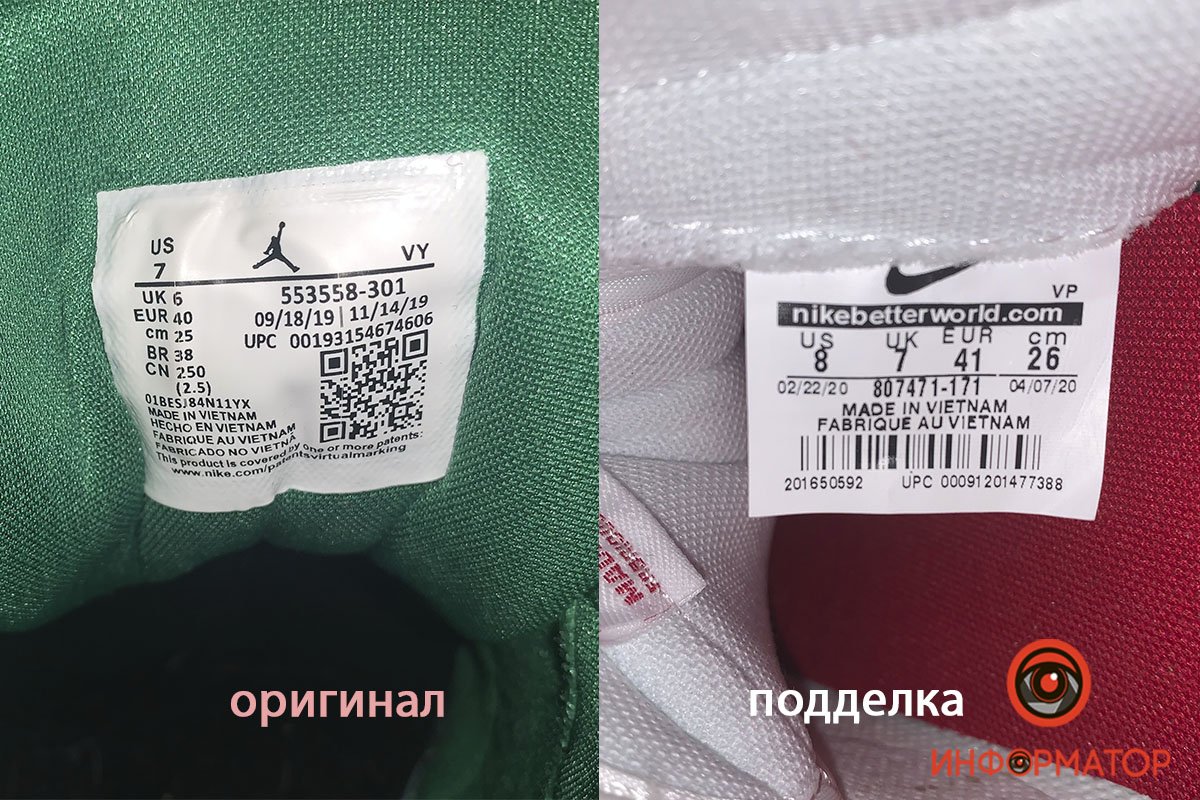 US
7
VY
UK 6
EUR 40
cm 25
BR 38
CN 250
(2.5)
553558-301
09/18/19 | 11/14/19
UPC 00193154674606
01BESJ84N11YX
MADE IN VIETNAM
HECHO EN VIETNAM
FABRIQUE AU VIETNAM
FABRICADO NO VIETNA
This product is covered by one or more patents:
www.nike.com/patentsvirtualmarking
оригинал
VP
nikebetterworld.com
US UK EUR cm
8 7 41 26
02/22/20 807471-171 04/07/20
MADE IN VIETNAM
FABRIQUE AU VIETNAM
201650592 UPC 00091201477388
подделка
ИНФОРМАТОР